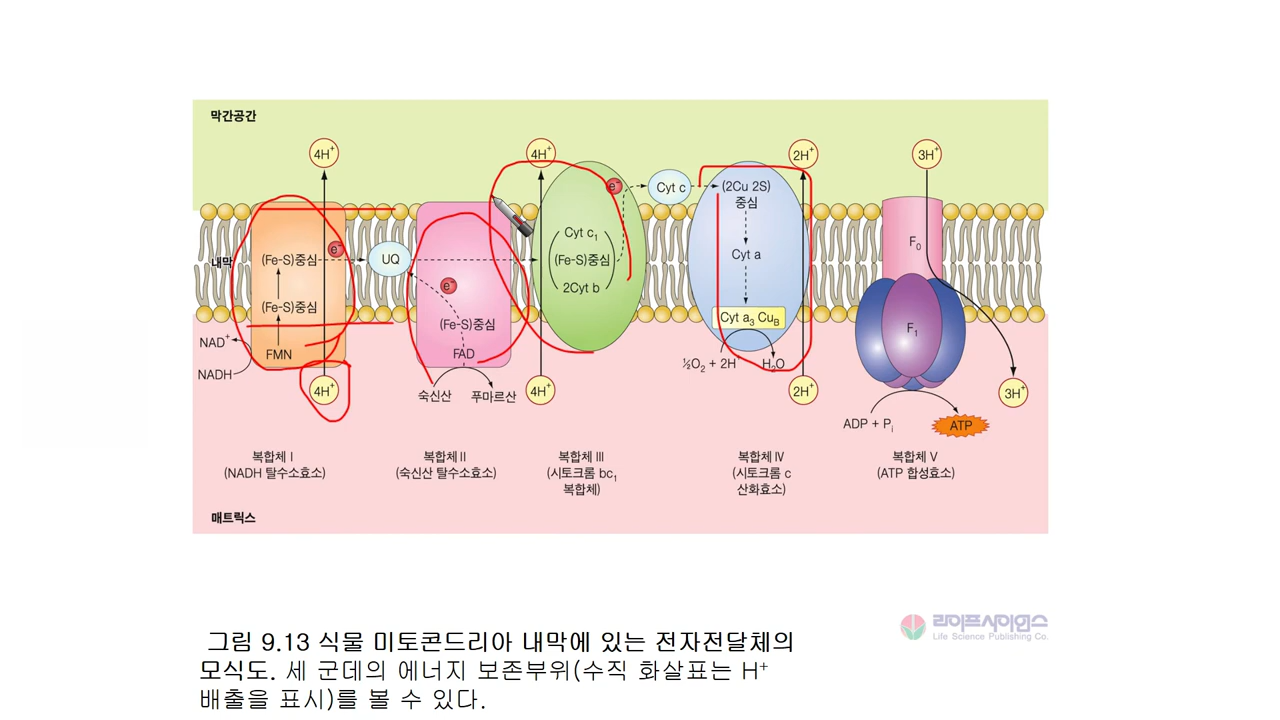 막간공간
4H⁺
4H⁺
2H⁺
3H⁺
e⁻
Cyt c
(2Cu 2S)
중심
내막
(Fe-S)중심
e⁻
UQ
e⁻
Cyt c₁
(Fe-S)중심
2Cyt b
Cyt a
F₀
(Fe-S)중심
(Fe-S)중심
Cyt a₃ Cu_B
F₁
NAD⁺
FMN
FAD
NADH
½O₂ + 2H
H₂O
4H⁺
숙신산
푸마르산
4H⁺
2H⁺
3H⁺
ADP + Pᵢ
ATP
복합체 Ⅰ
(NADH 탈수소효소)
복합체 Ⅱ
(숙신산 탈수소효소)
복합체 Ⅲ
(시토크롬 bc₁
복합체)
복합체 Ⅳ
(시토크롬 c
산화효소)
복합체 Ⅴ
(ATP 합성효소)
매트릭스
라이프사이언스
Life Science Publishing Co.
그림 9.13 식물 미토콘드리아 내막에 있는 전자전달체의
모식도. 세 군데의 에너지 보존부위(수직 화살표는 H⁺
배출을 표시)를 볼 수 있다.